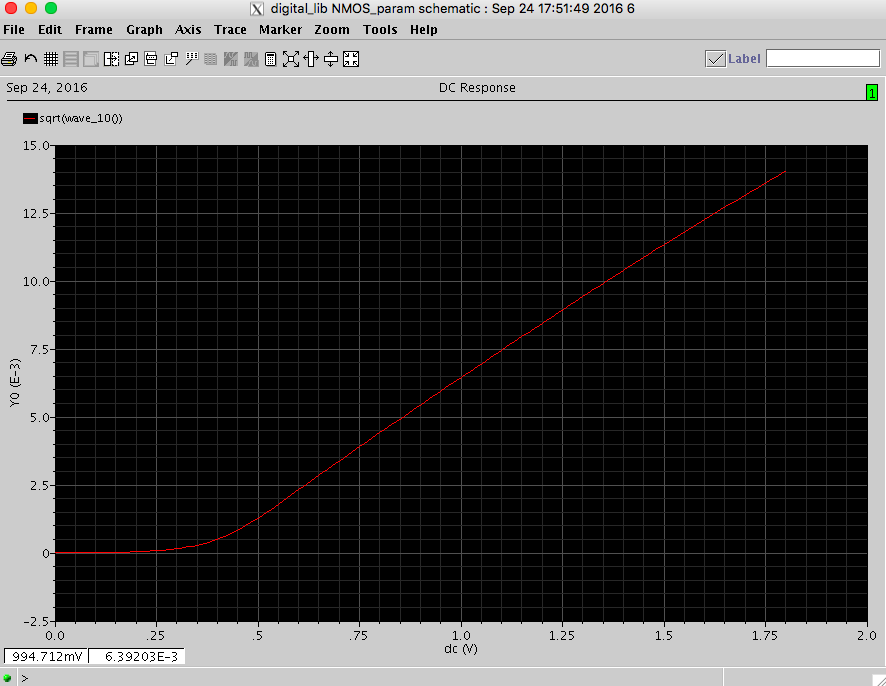 digital_lib NMOS_param schematic : Sep 24 17:51:49 2016 6
File Edit Frame Graph Axis Trace Marker Zoom Tools Help
Label
Sep 24, 2016 DC Response 1
sqrt(wave_10())
15.0
12.5
10.0
7.5
5.0
2.5
0
-2.5
Y0 (E-3)
0.0 .25 .5 .75 1.0 1.25 1.5 1.75 2.0
dc (V)
994.712mV 6.39203E-3
>